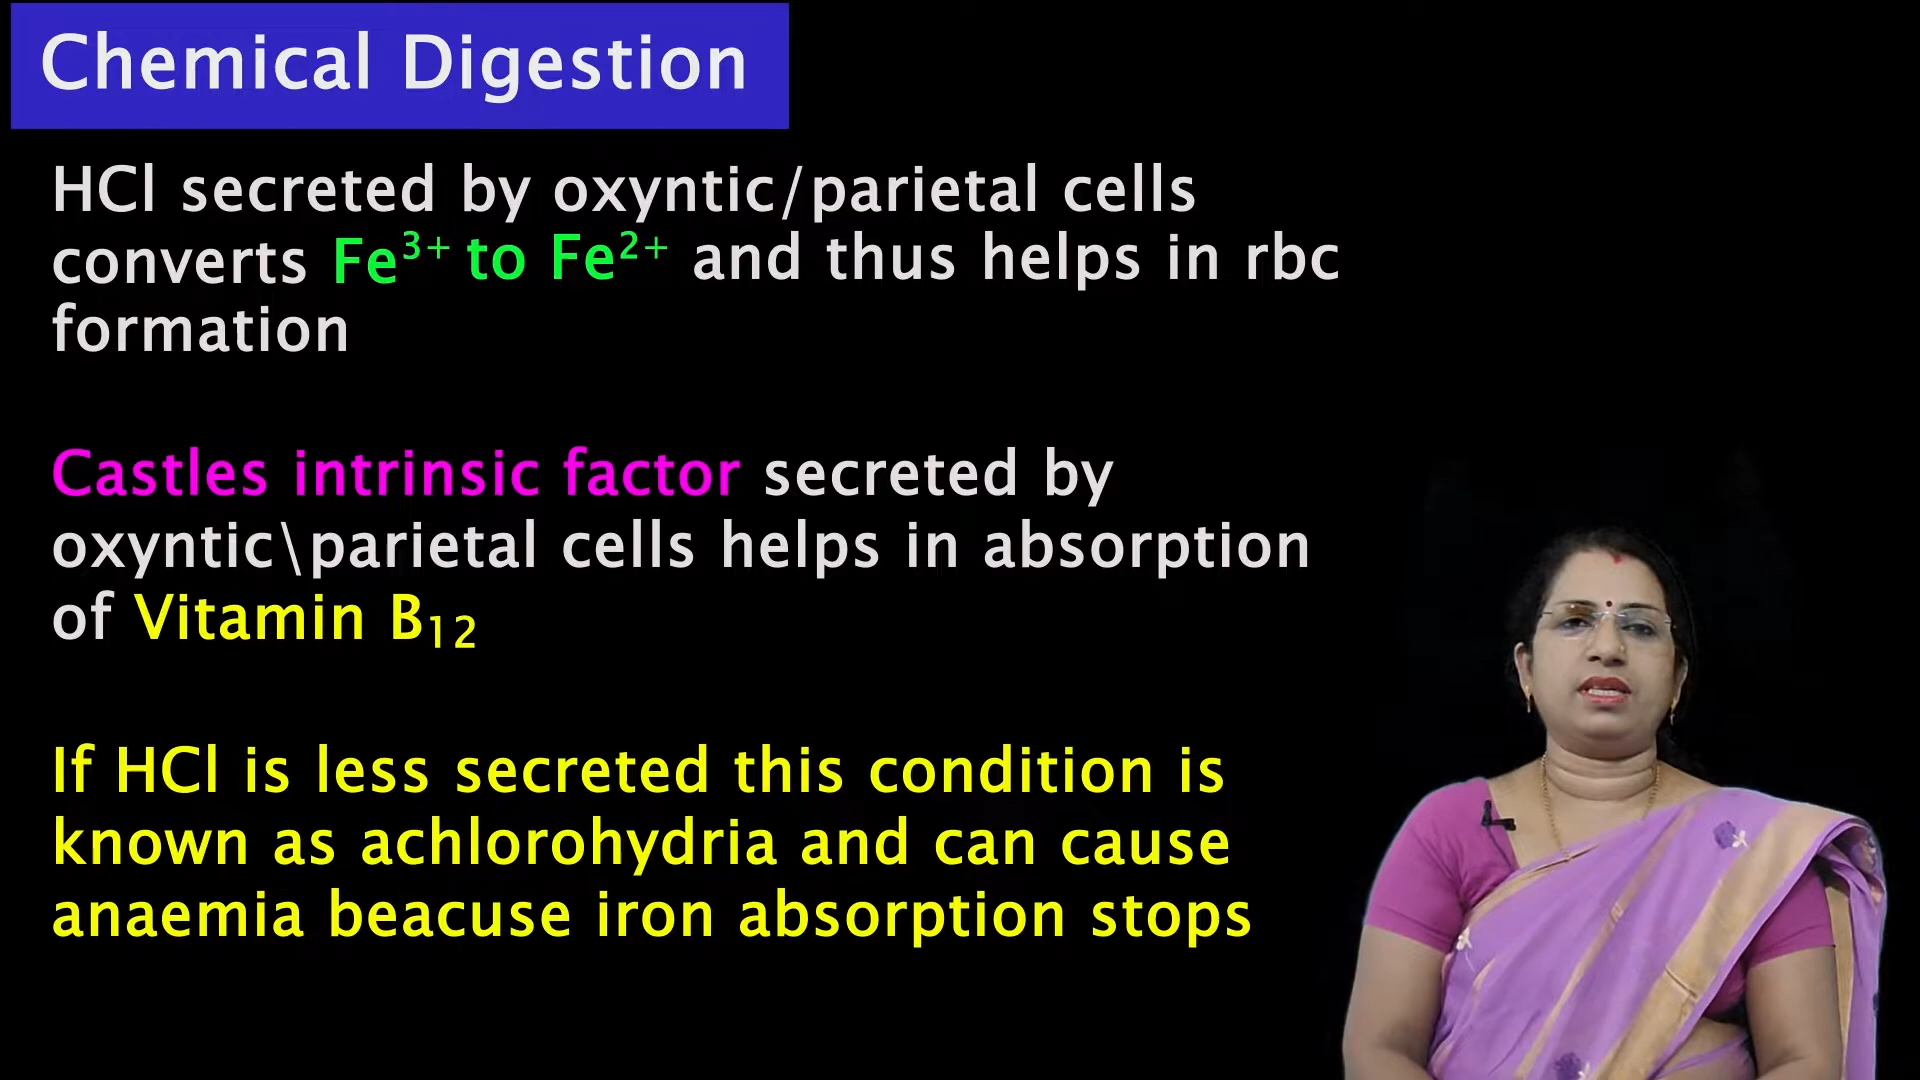 Chemical Digestion
HCl secreted by oxyntic/parietal cells
converts Fe³⁺ to Fe²⁺ and thus helps in rbc
formation
Castles intrinsic factor secreted by
oxyntic\parietal cells helps in absorption
of Vitamin B₁₂
If HCl is less secreted this condition is
known as achlorohydria and can cause
anaemia beacuse iron absorption stops